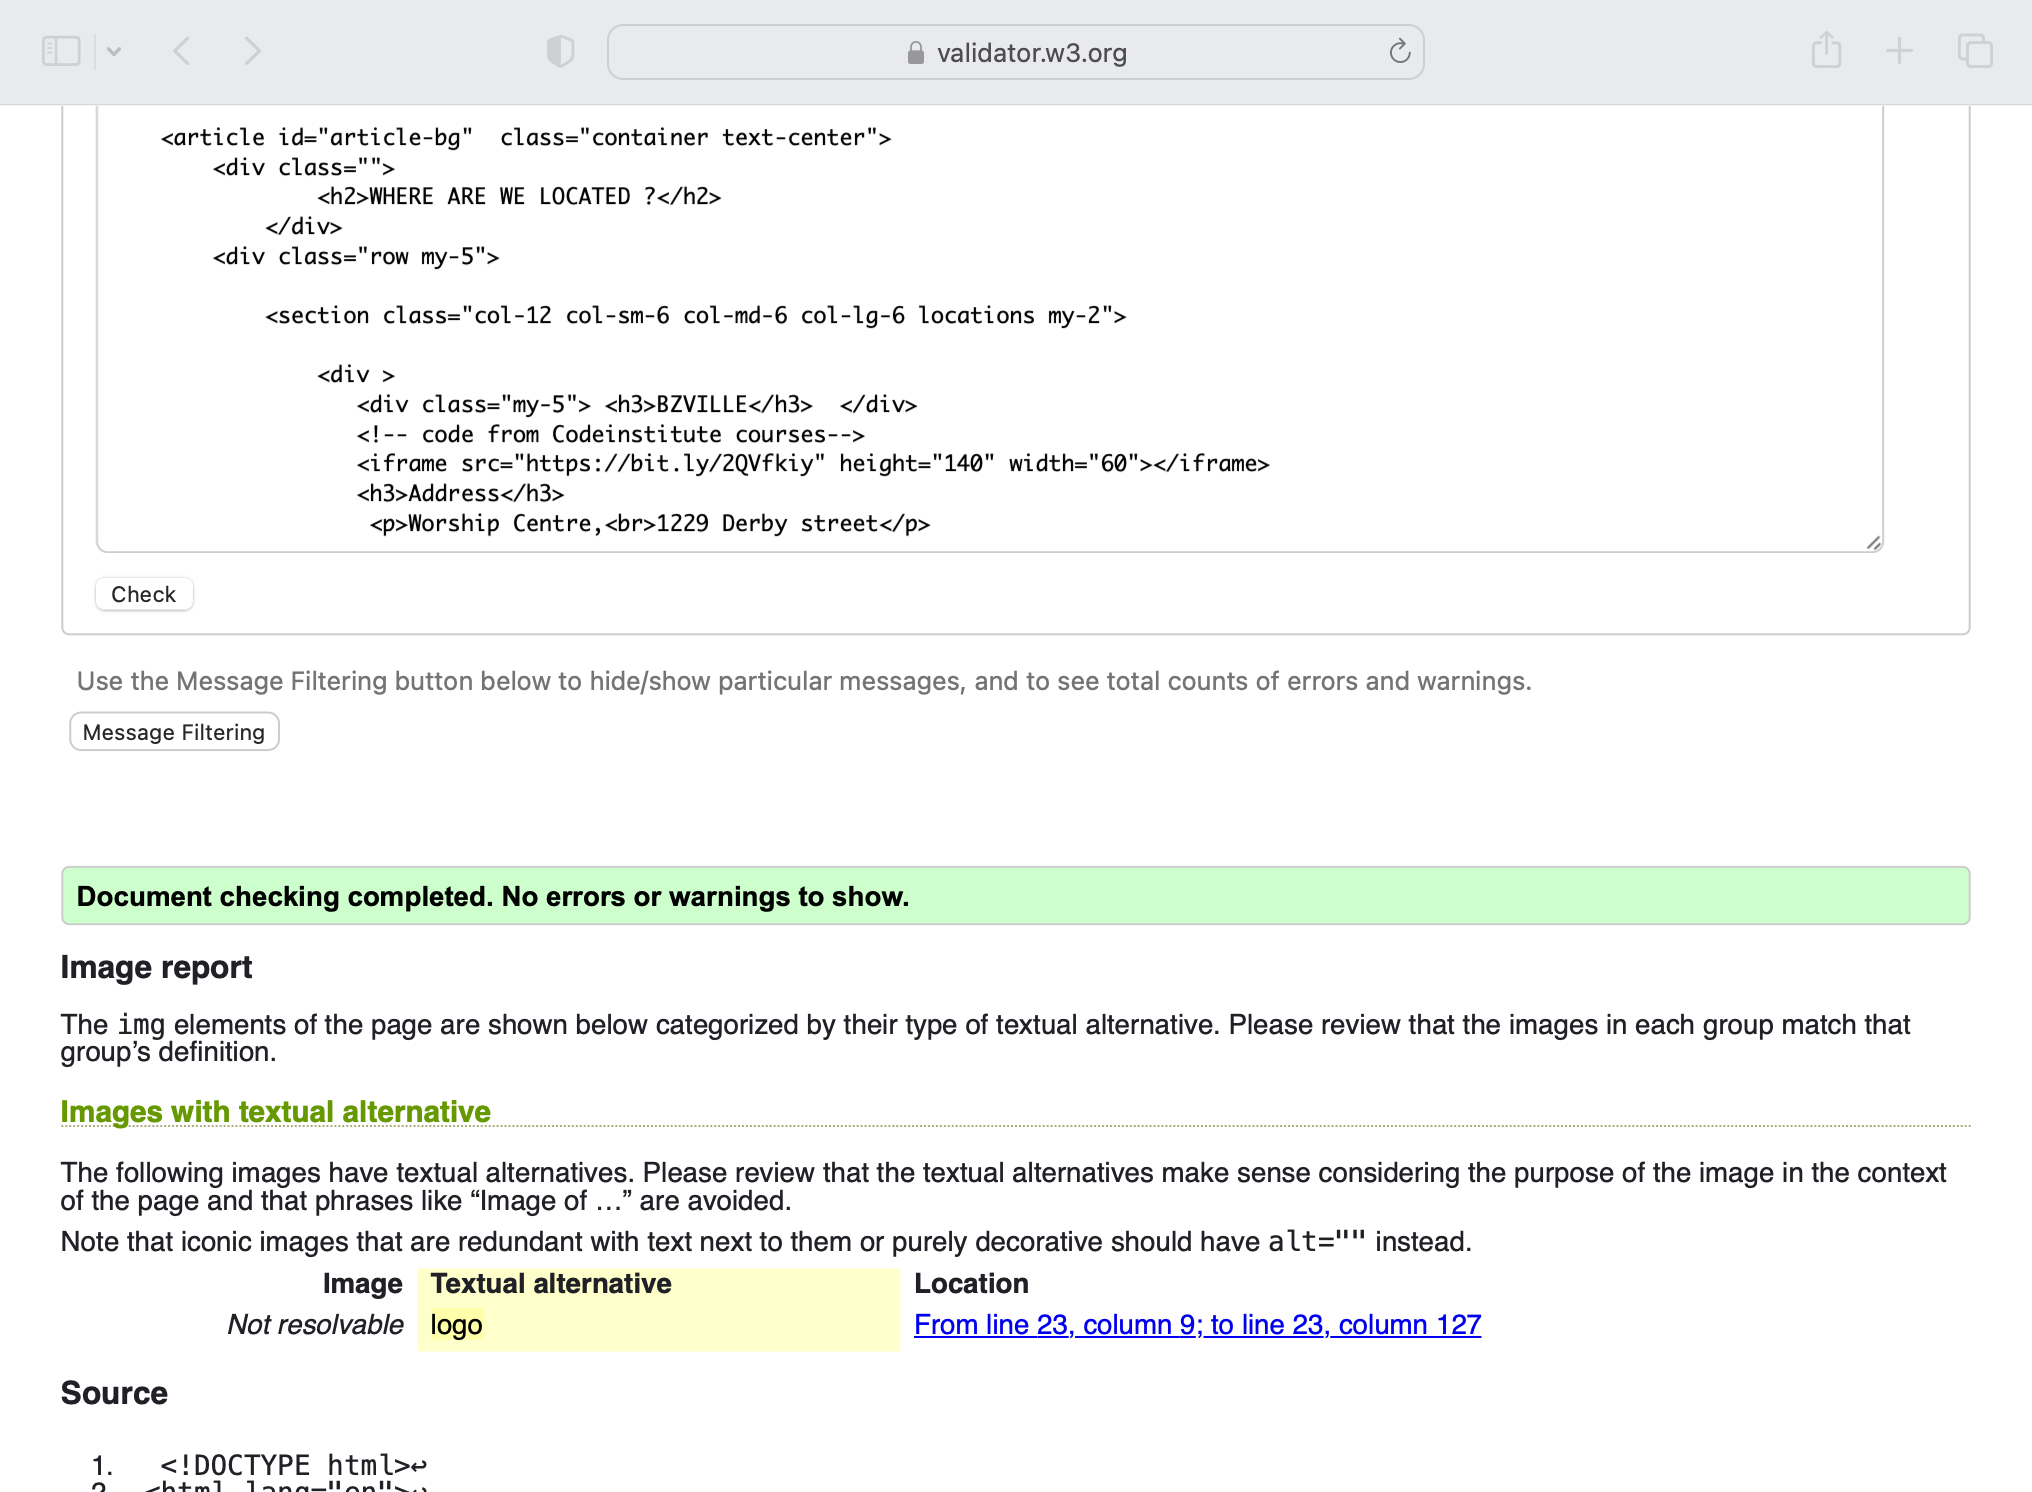 validator.w3.org
<article id="article-bg"  class="container text-center">
<div class="">
<h2>WHERE ARE WE LOCATED ?</h2>
</div>
<div class="row my-5">
<section class="col-12 col-sm-6 col-md-6 col-lg-6 locations my-2">
<div >
<div class="my-5"> <h3>BZVILLE</h3>  </div>
<!-- code from Codeinstitute courses-->
<iframe src="https://bit.ly/2QVfkiy" height="140" width="60"></iframe>
<h3>Address</h3>
<p>Worship Centre,<br>1229 Derby street</p>
Check
Use the Message Filtering button below to hide/show particular messages, and to see total counts of errors and warnings.
Message Filtering
Document checking completed. No errors or warnings to show.
Image report
The img elements of the page are shown below categorized by their type of textual alternative. Please review that the images in each group match that
group’s definition.
Images with textual alternative
The following images have textual alternatives. Please review that the textual alternatives make sense considering the purpose of the image in the context
of the page and that phrases like “Image of …” are avoided.
Note that iconic images that are redundant with text next to them or purely decorative should have alt="" instead.
Image Textual alternative Location
Not resolvable logo From line 23, column 9; to line 23, column 127
Source
1. <!DOCTYPE html>↩
2. <html lang="en">↩